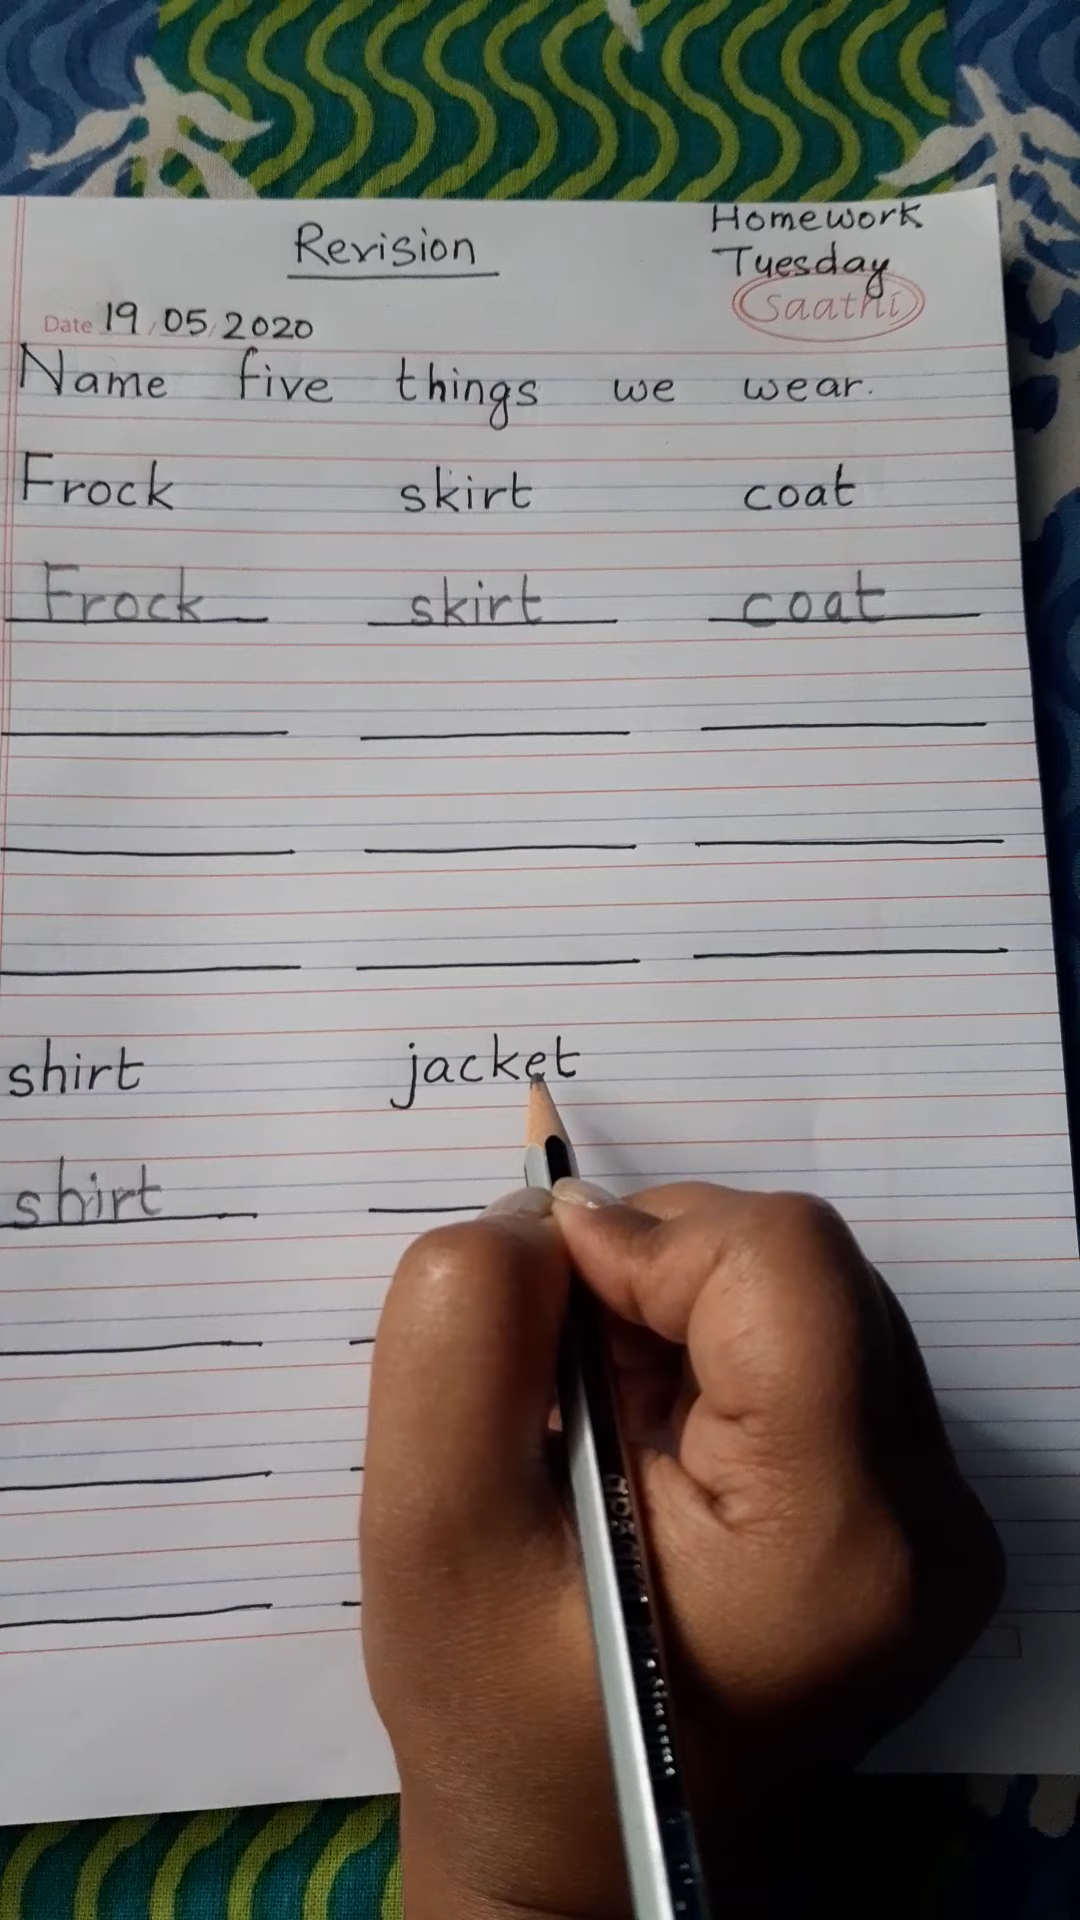 Homework
Revision
Tuesday
saathi
Date 19/05/2020
Name five things we wear.
Frock skirt coat
Frock skirt coat
shirt jacket
shirt